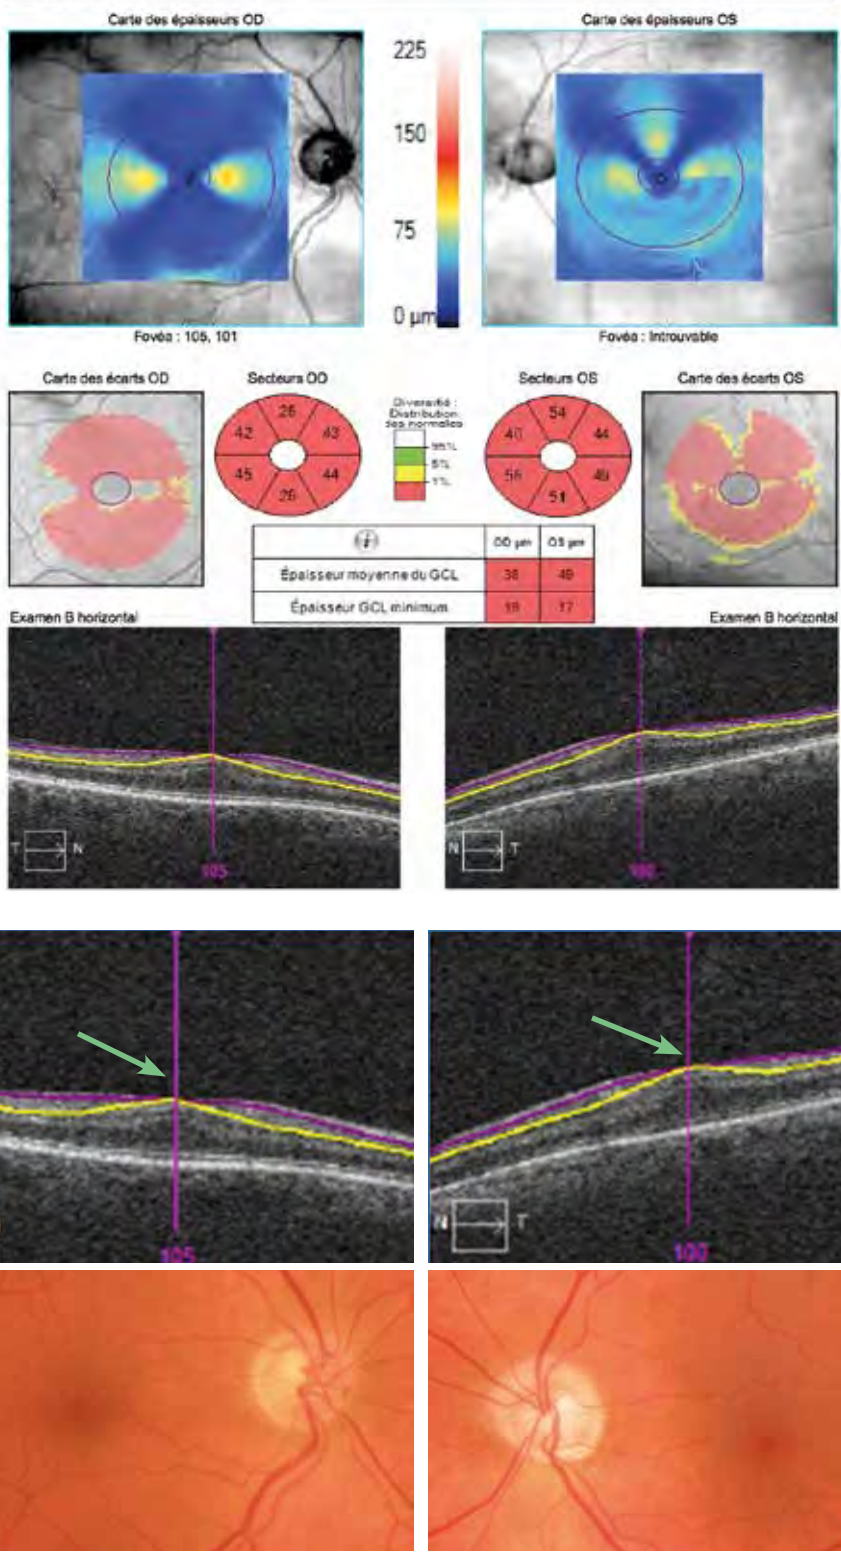 Carte des épaisseurs OD
Carte des épaisseurs OS
225
150
75
0 µm
Fovéa : 105, 101
Fovéa : Introuvable
Carte des écarts OD
Secteurs OD
Secteurs OS
Carte des écarts OS
26
42
43
45
44
26
Diversifié :
Distribution
des normales
95%
5%
1%
54
40
44
56
49
51
OD µm
OS µm
Épaisseur moyenne du GCL
38
49
Épaisseur GCL minimum
Examen B horizontal
Examen B horizontal
T
N
105
N
T
100
105
N
T
100